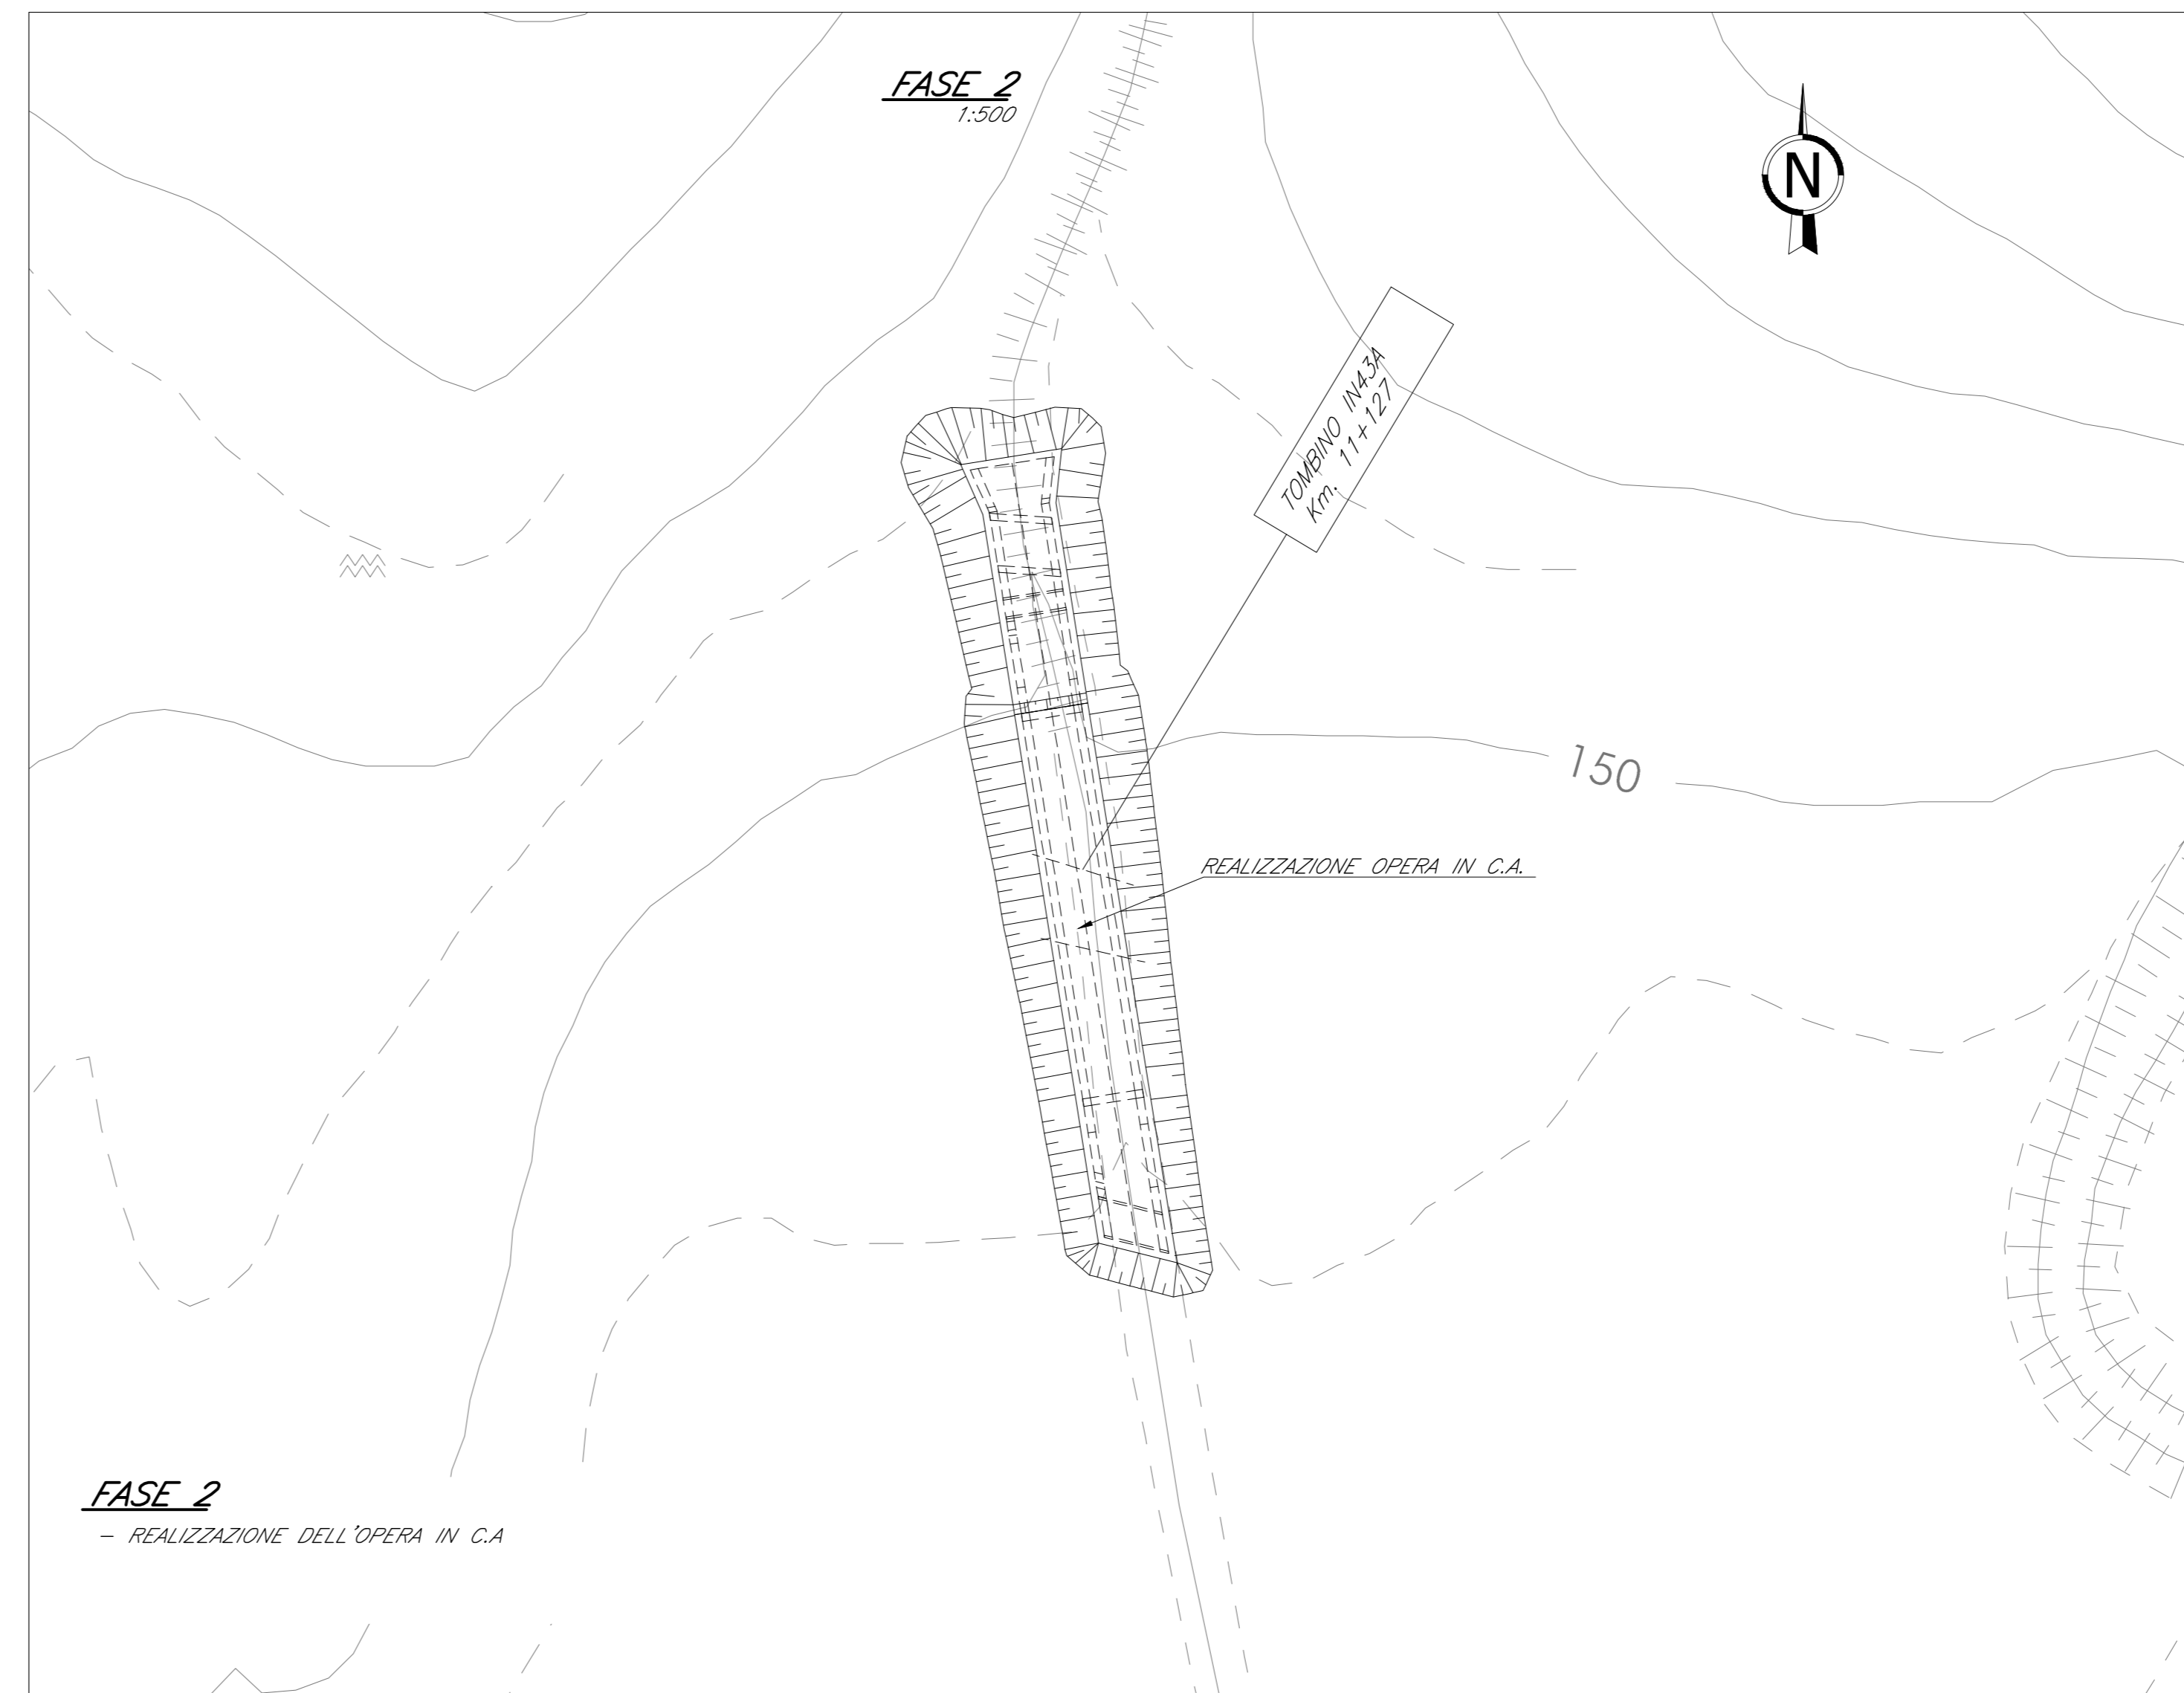 FASE 2
1:500
N
TOMBINO IN43A
Km. 11+127
150
REALIZZAZIONE OPERA IN C.A.
FASE 2
- REALIZZAZIONE DELL'OPERA IN C.A